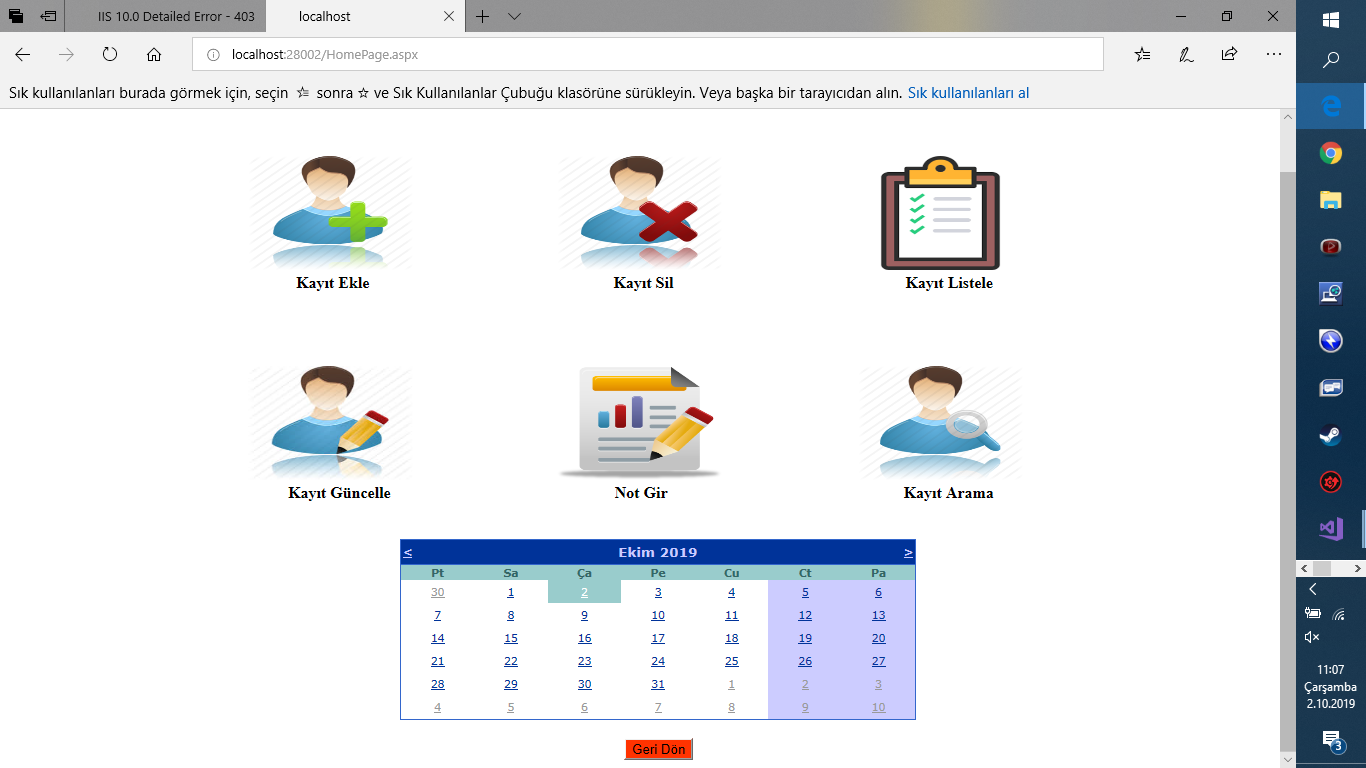 IIS 10.0 Detailed Error - 403
localhost
localhost:28002/HomePage.aspx
Sık kullanılanları burada görmek için, seçin sonra ve Sık Kullanılanlar Çubuğu klasörüne sürükleyin. Veya başka bir tarayıcıdan alın. Sık kullanılanları al
Kayıt Ekle Kayıt Sil Kayıt Listele
Kayıt Güncelle Not Gir Kayıt Arama
< Ekim 2019 >
Pt Sa Ça Pe Cu Ct Pa
30 1 2 3 4 5 6
7 8 9 10 11 12 13
14 15 16 17 18 19 20
21 22 23 24 25 26 27
28 29 30 31 1 2 3
4 5 6 7 8 9 10
Geri Dön
11:07
Çarşamba
2.10.2019
3